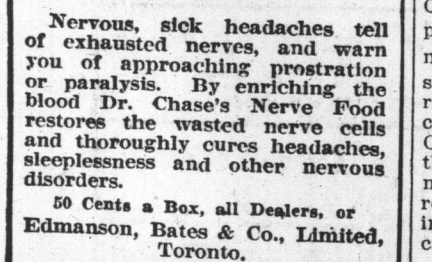 Nervous, sick headaches tell
of exhausted nerves, and warn
you of approaching prostration
or paralysis. By enriching the
blood Dr. Chase's Nerve Food
restores the wasted nerve cells
and thoroughly cures headaches,
sleeplessness and other nervous
disorders.
50 Cents a Box, all Dealers, or
Edmanson, Bates & Co., Limited,
Toronto.